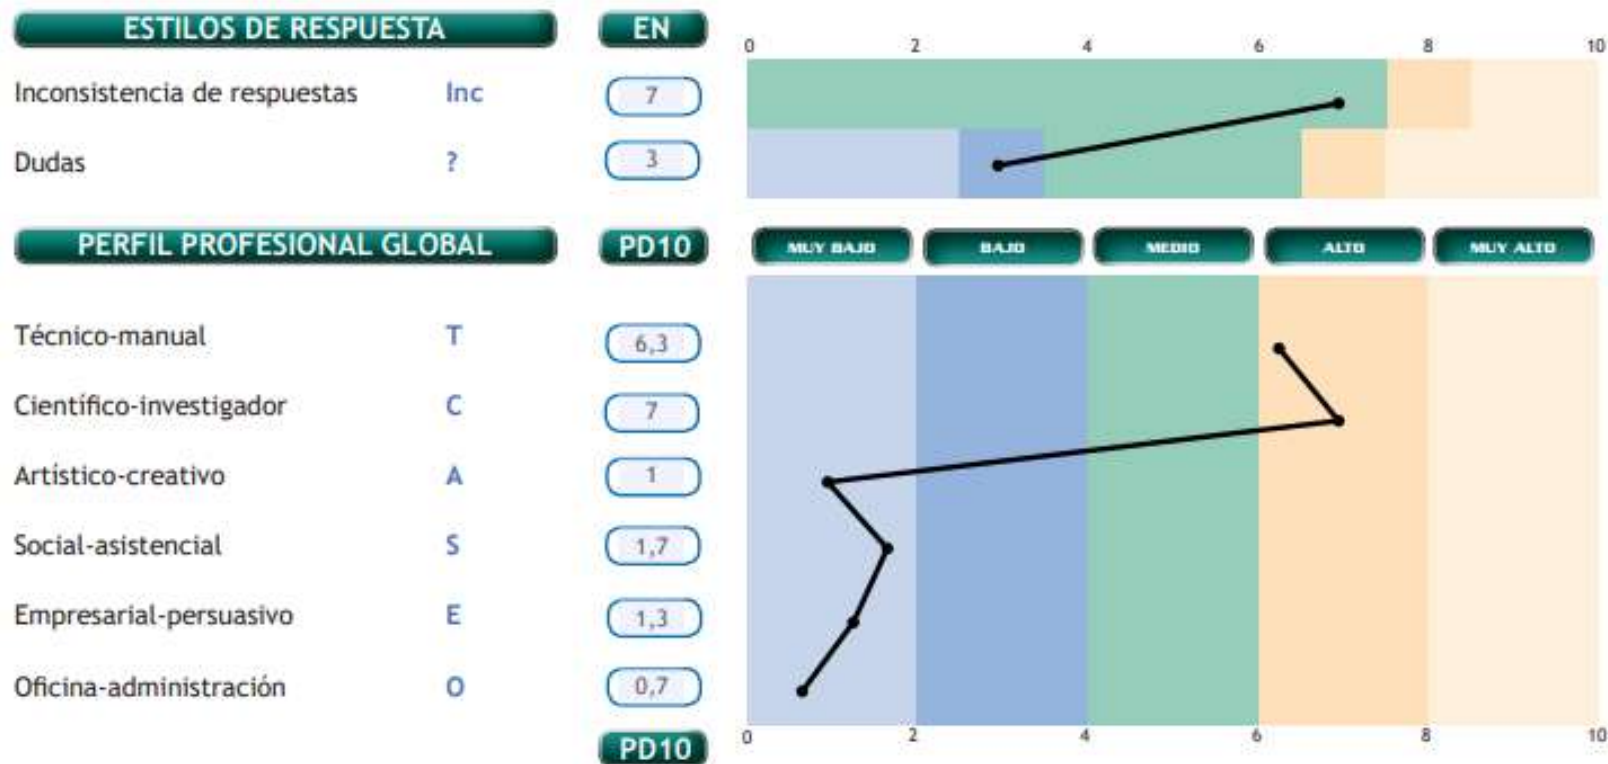 ESTILOS DE RESPUESTA EN
0 2 4 6 8 10
Inconsistencia de respuestas Inc 7
Dudas ? 3
PERFIL PROFESIONAL GLOBAL PD10 MUY BAJO BAJO MEDIO ALTO MUY ALTO
Técnico-manual T 6,3
Científico-investigador C 7
Artístico-creativo A 1
Social-asistencial S 1,7
Empresarial-persuasivo E 1,3
Oficina-administración O 0,7
PD10 0 2 4 6 8 10